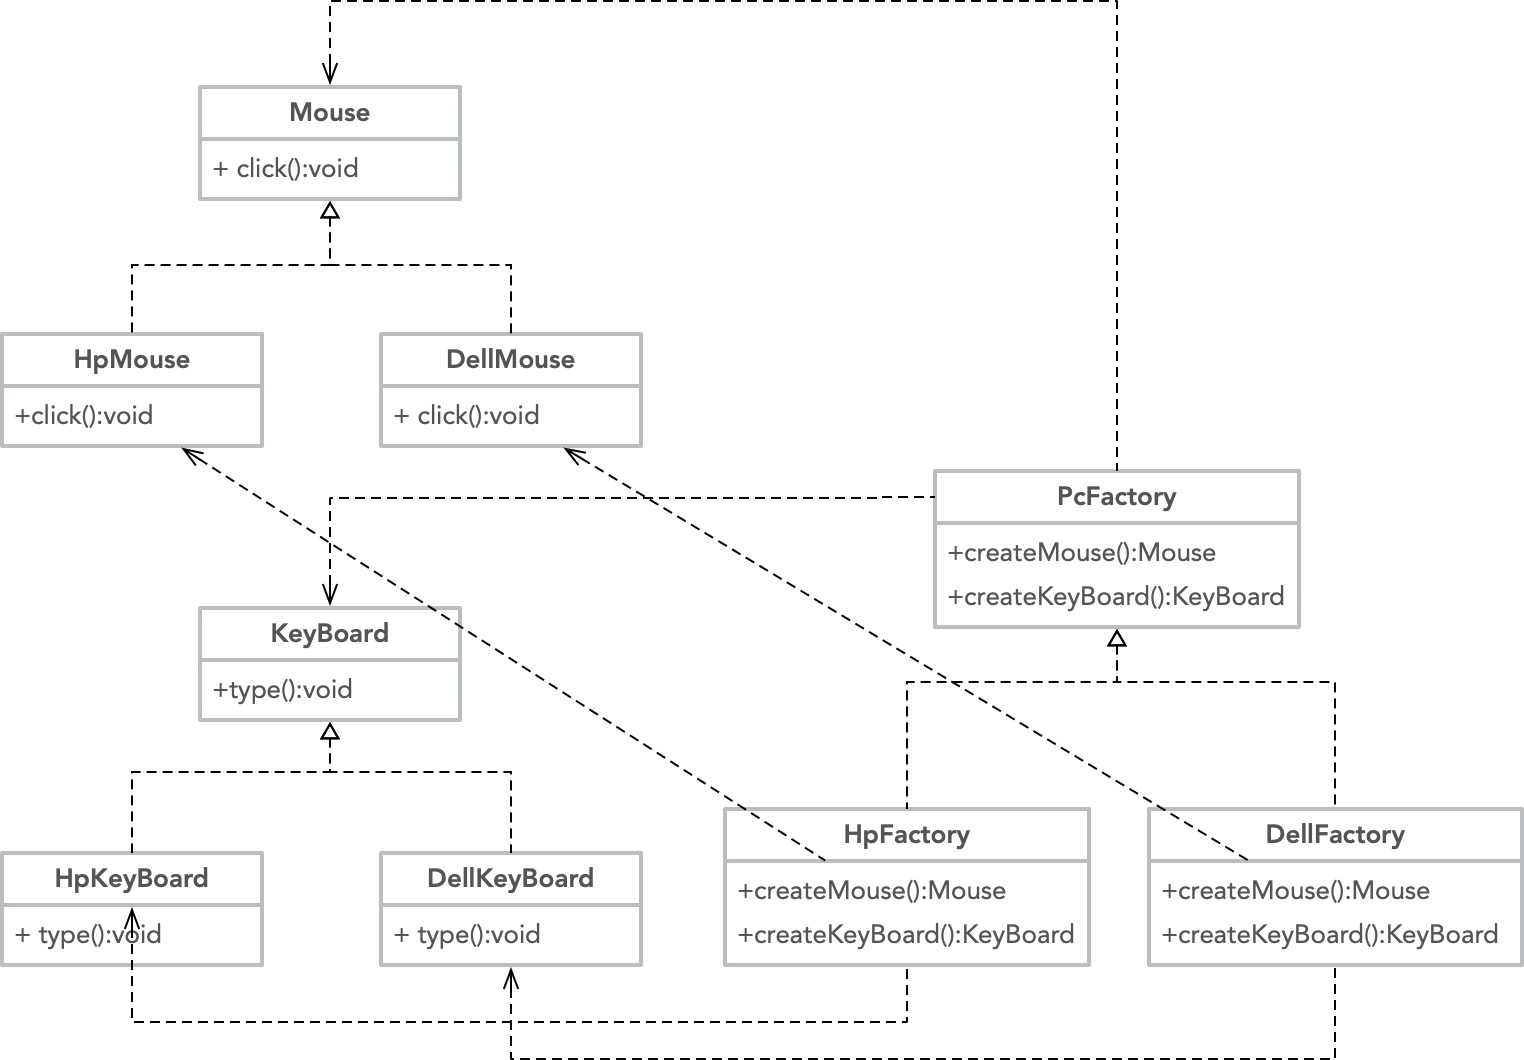 Mouse
+ click():void
HpMouse
+click():void
DellMouse
+ click():void
PcFactory
+createMouse():Mouse
+createKeyBoard():KeyBoard
KeyBoard
+type():void
HpKeyBoard
+ type():void
DellKeyBoard
+ type():void
HpFactory
+createMouse():Mouse
+createKeyBoard():KeyBoard
DellFactory
+createMouse():Mouse
+createKeyBoard():KeyBoard